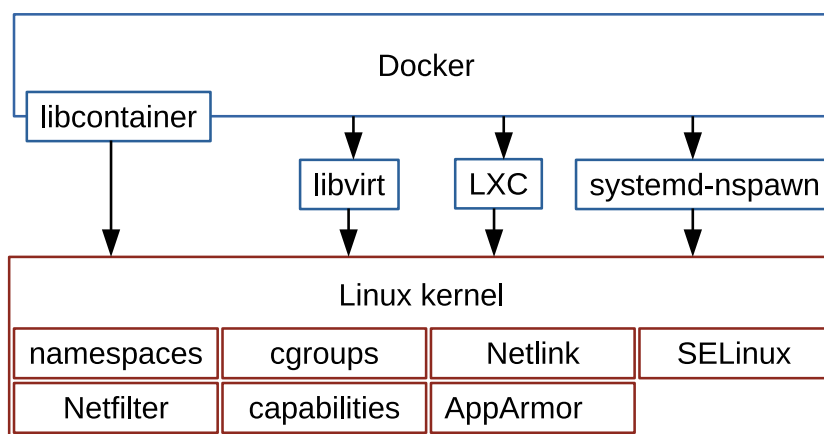 Docker
libcontainer
libvirt
LXC
systemd-nspawn
Linux kernel
namespaces
cgroups
Netlink
SELinux
Netfilter
capabilities
AppArmor